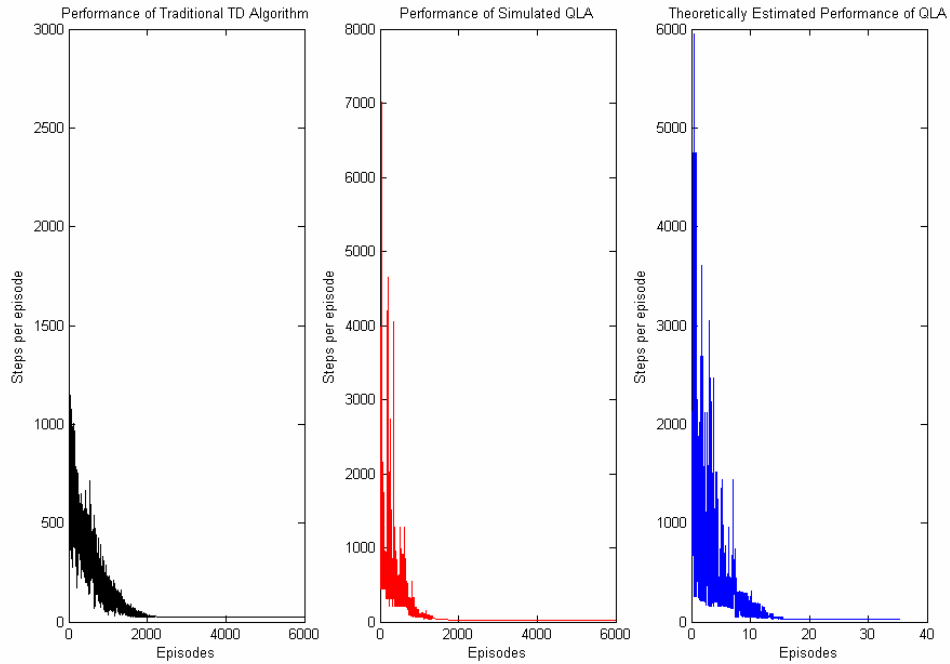 Performance of Traditional TD Algorithm
3000
2500
2000
1500
1000
500
0
Steps per episode
0 2000 4000 6000
Episodes
Performance of Simulated QLA
8000
7000
6000
5000
4000
3000
2000
1000
0
Steps per episode
0 2000 4000 6000
Episodes
Theoretically Estimated Performance of QLA
6000
5000
4000
3000
2000
1000
0
Steps per episode
0 10 20 30 40
Episodes